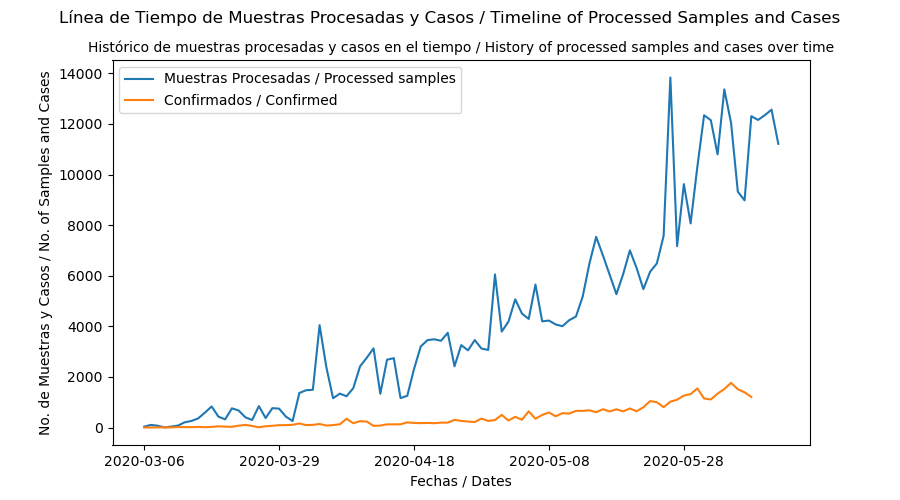 Línea de Tiempo de Muestras Procesadas y Casos / Timeline of Processed Samples and Cases
Histórico de muestras procesadas y casos en el tiempo / History of processed samples and cases over time
Muestras Procesadas / Processed samples
Confirmados / Confirmed
No. de Muestras y Casos / No. of Samples and Cases
14000
12000
10000
8000
6000
4000
2000
0
2020-03-06 2020-03-29 2020-04-18 2020-05-08 2020-05-28
Fechas / Dates